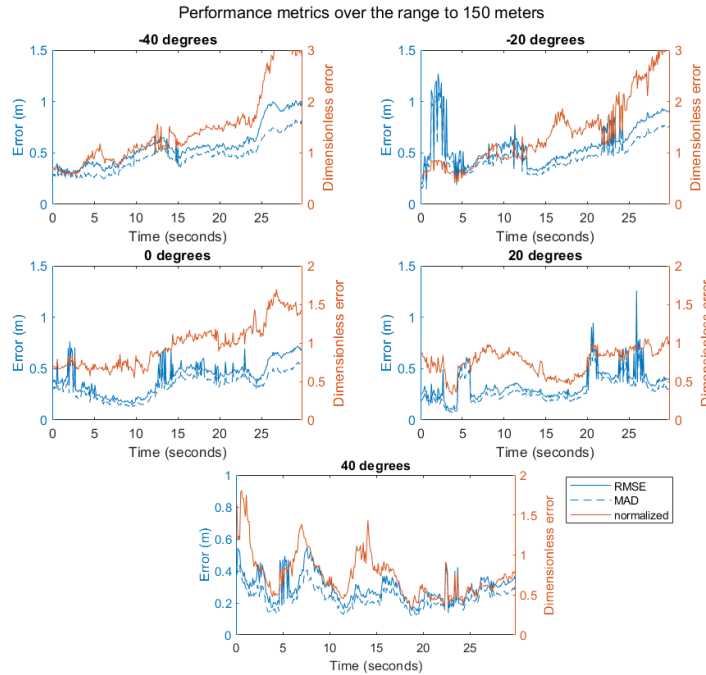 Performance metrics over the range to 150 meters
-40 degrees
1.5
1
0.5
0
Error (m)
3
2
1
0
Dimensionless error
0 5 10 15 20 25
Time (seconds)
-20 degrees
1.5
1
0.5
0
Error (m)
3
2
1
0
Dimensionless error
0 5 10 15 20 25
Time (seconds)
0 degrees
1.5
1
0.5
0
Error (m)
2
1.5
1
0.5
0
Dimensionless error
0 5 10 15 20 25
Time (seconds)
20 degrees
1.5
1
0.5
0
Error (m)
2
1.5
1
0.5
0
Dimensionless error
0 5 10 15 20 25
Time (seconds)
40 degrees
1
0.8
0.6
0.4
0.2
0
Error (m)
2
1.5
1
0.5
0
Dimensionless error
0 5 10 15 20 25
Time (seconds)
RMSE
MAD
normalized